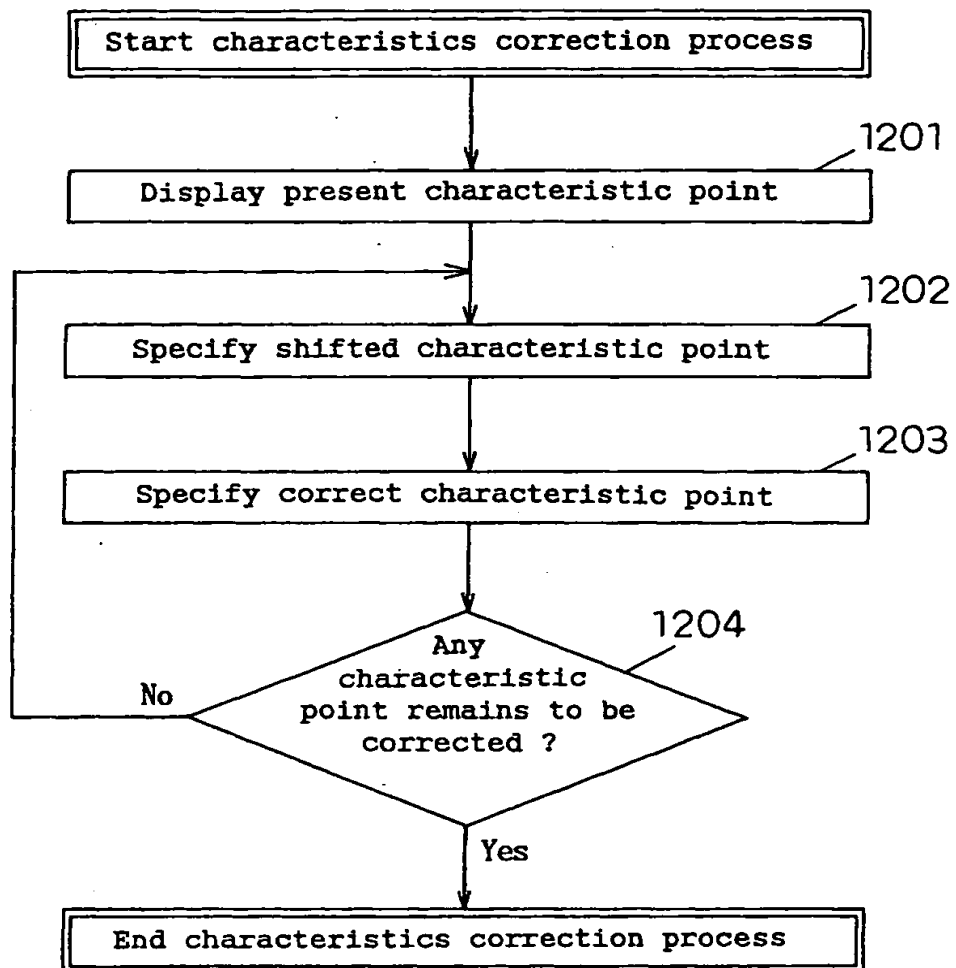 Start characteristics correction process
1201
Display present characteristic point
1202
Specify shifted characteristic point
1203
Specify correct characteristic point
1204
Any
characteristic
point remains to be
corrected ?
No
Yes
End characteristics correction process